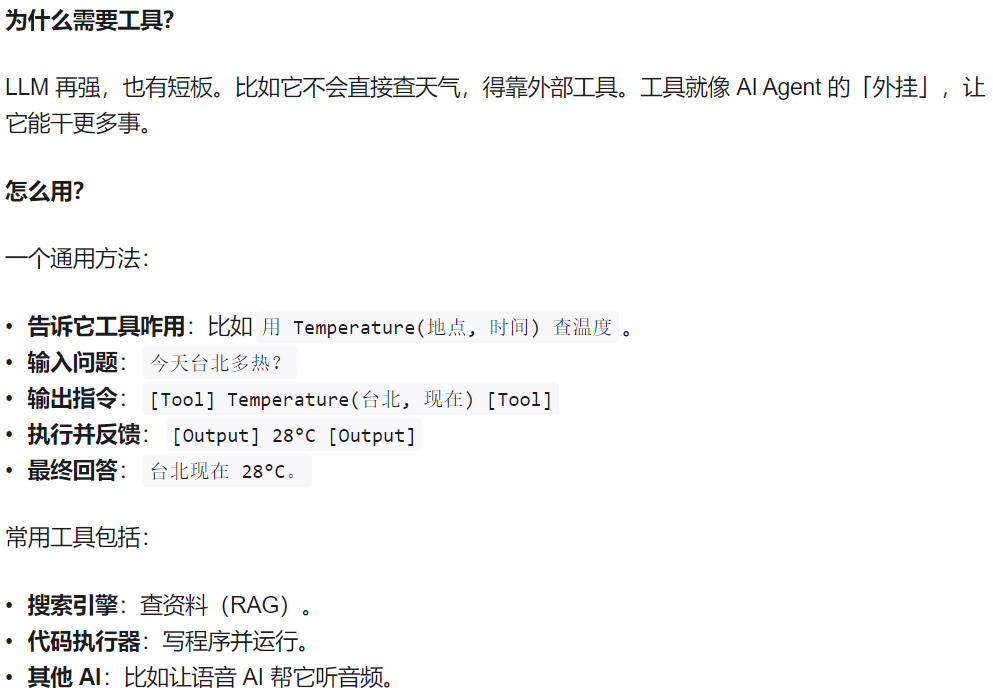 为什么需要工具？
LLM 再强，也有短板。比如它不会直接查天气，得靠外部工具。工具就像 AI Agent 的「外挂」，让
它能干更多事。
怎么用？
一个通用方法：
• 告诉它工具咋用：比如 用 Temperature(地点, 时间) 查温度 。
• 输入问题： 今天台北多热？
• 输出指令： [Tool] Temperature(台北, 现在) [Tool]
• 执行并反馈： [Output] 28°C [Output]
• 最终回答： 台北现在 28°C。
常用工具包括：
• 搜索引擎：查资料（RAG）。
• 代码执行器：写程序并运行。
• 其他 AI：比如让语音 AI 帮它听音频。